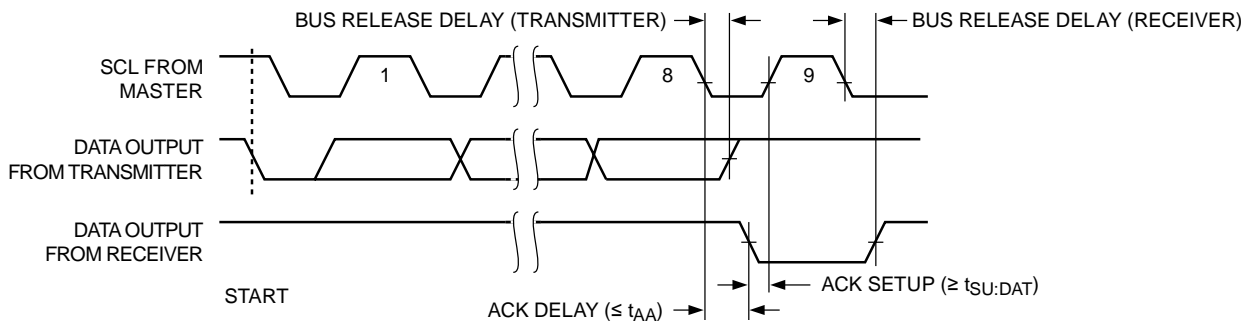 BUS RELEASE DELAY (TRANSMITTER)
BUS RELEASE DELAY (RECEIVER)
SCL FROM
MASTER
1
8
9
DATA OUTPUT
FROM TRANSMITTER
DATA OUTPUT
FROM RECEIVER
START
ACK SETUP (≥ tSU:DAT)
ACK DELAY (≤ tAA)